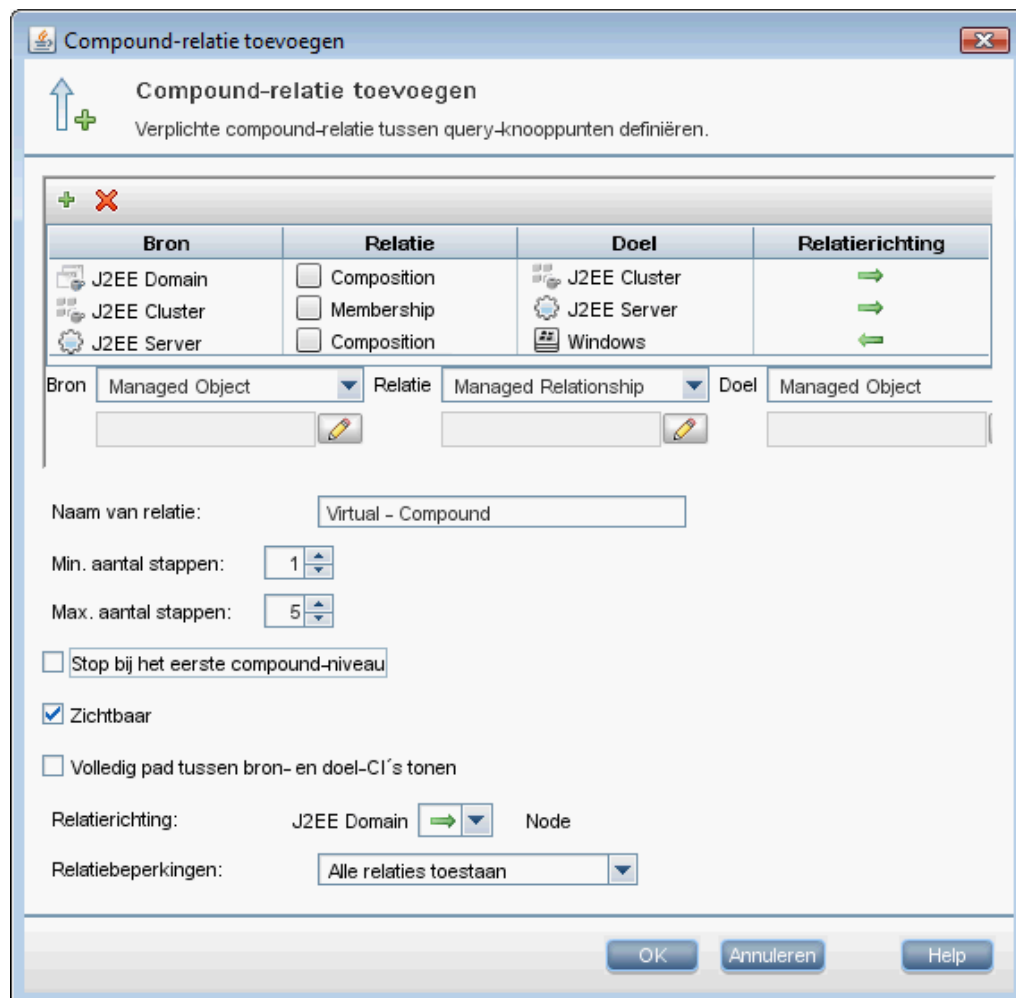 Compound-relatie toevoegen
Compound-relatie toevoegen
Verplichte compound-relatie tussen query-knooppunten definiëren.
Bron Relatie Doel Relatierichting
J2EE Domain Composition J2EE Cluster
J2EE Cluster Membership J2EE Server
J2EE Server Composition Windows
Bron Managed Object Relatie Managed Relationship Doel Managed Object
Naam van relatie: Virtual - Compound
Min. aantal stappen: 1
Max. aantal stappen: 5
Stop bij het eerste compound-niveau
Zichtbaar
Volledig pad tussen bron- en doel-CI´s tonen
Relatierichting: J2EE Domain Node
Relatiebeperkingen: Alle relaties toestaan
OK Annuleren Help